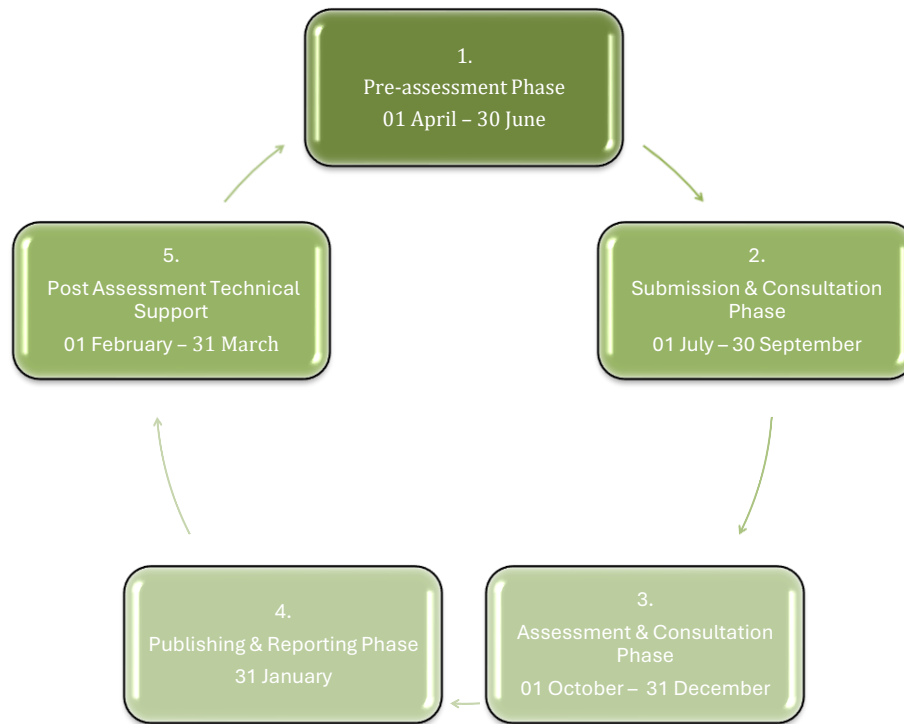 1.
Pre-assessment Phase
01 April – 30 June
2.
Submission & Consultation
Phase
01 July – 30 September
3.
Assessment & Consultation
Phase
01 October – 31 December
4.
Publishing & Reporting Phase
31 January
5.
Post Assessment Technical
Support
01 February – 31 March